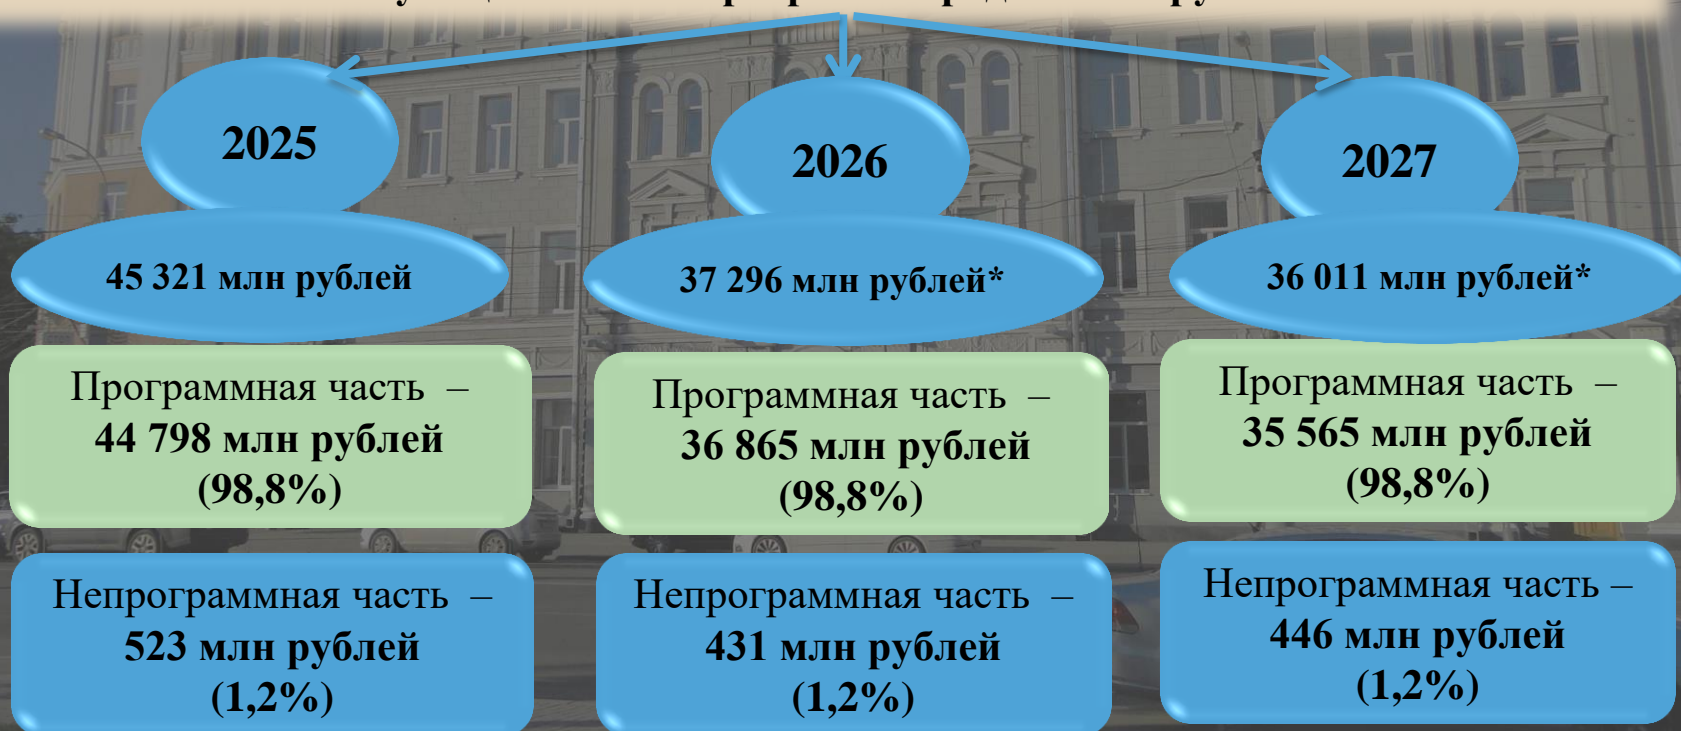 2025
45 321 млн рублей
Программная часть –
44 798 млн рублей
(98,8%)
Непрограммная часть –
523 млн рублей
(1,2%)
2026
37 296 млн рублей*
Программная часть –
36 865 млн рублей
(98,8%)
Непрограммная часть –
431 млн рублей
(1,2%)
2027
36 011 млн рублей*
Программная часть –
35 565 млн рублей
(98,8%)
Непрограммная часть –
446 млн рублей
(1,2%)